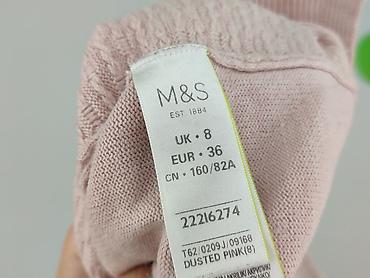 M&S
EST 1884
UK • 8
EUR • 36
CN • 160/82A
22216274
T62/0209J/09168
DUSTED PINK(8)